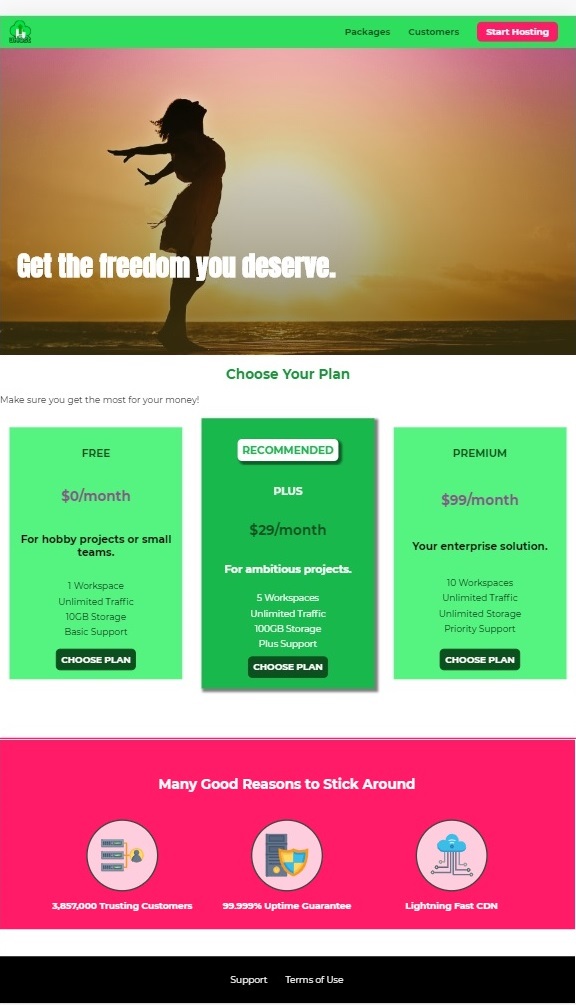 Packages Customers Start Hosting
Get the freedom you deserve.
Choose Your Plan
Make sure you get the most for your money!
FREE
$0/month
For hobby projects or small
teams.
1 Workspace
Unlimited Traffic
10GB Storage
Basic Support
CHOOSE PLAN
RECOMMENDED
PLUS
$29/month
For ambitious projects.
5 Workspaces
Unlimited Traffic
100GB Storage
Plus Support
CHOOSE PLAN
PREMIUM
$99/month
Your enterprise solution.
10 Workspaces
Unlimited Traffic
Unlimited Storage
Priority Support
CHOOSE PLAN
Many Good Reasons to Stick Around
3,857,000 Trusting Customers
99.999% Uptime Guarantee
Lightning Fast CDN
Support Terms of Use